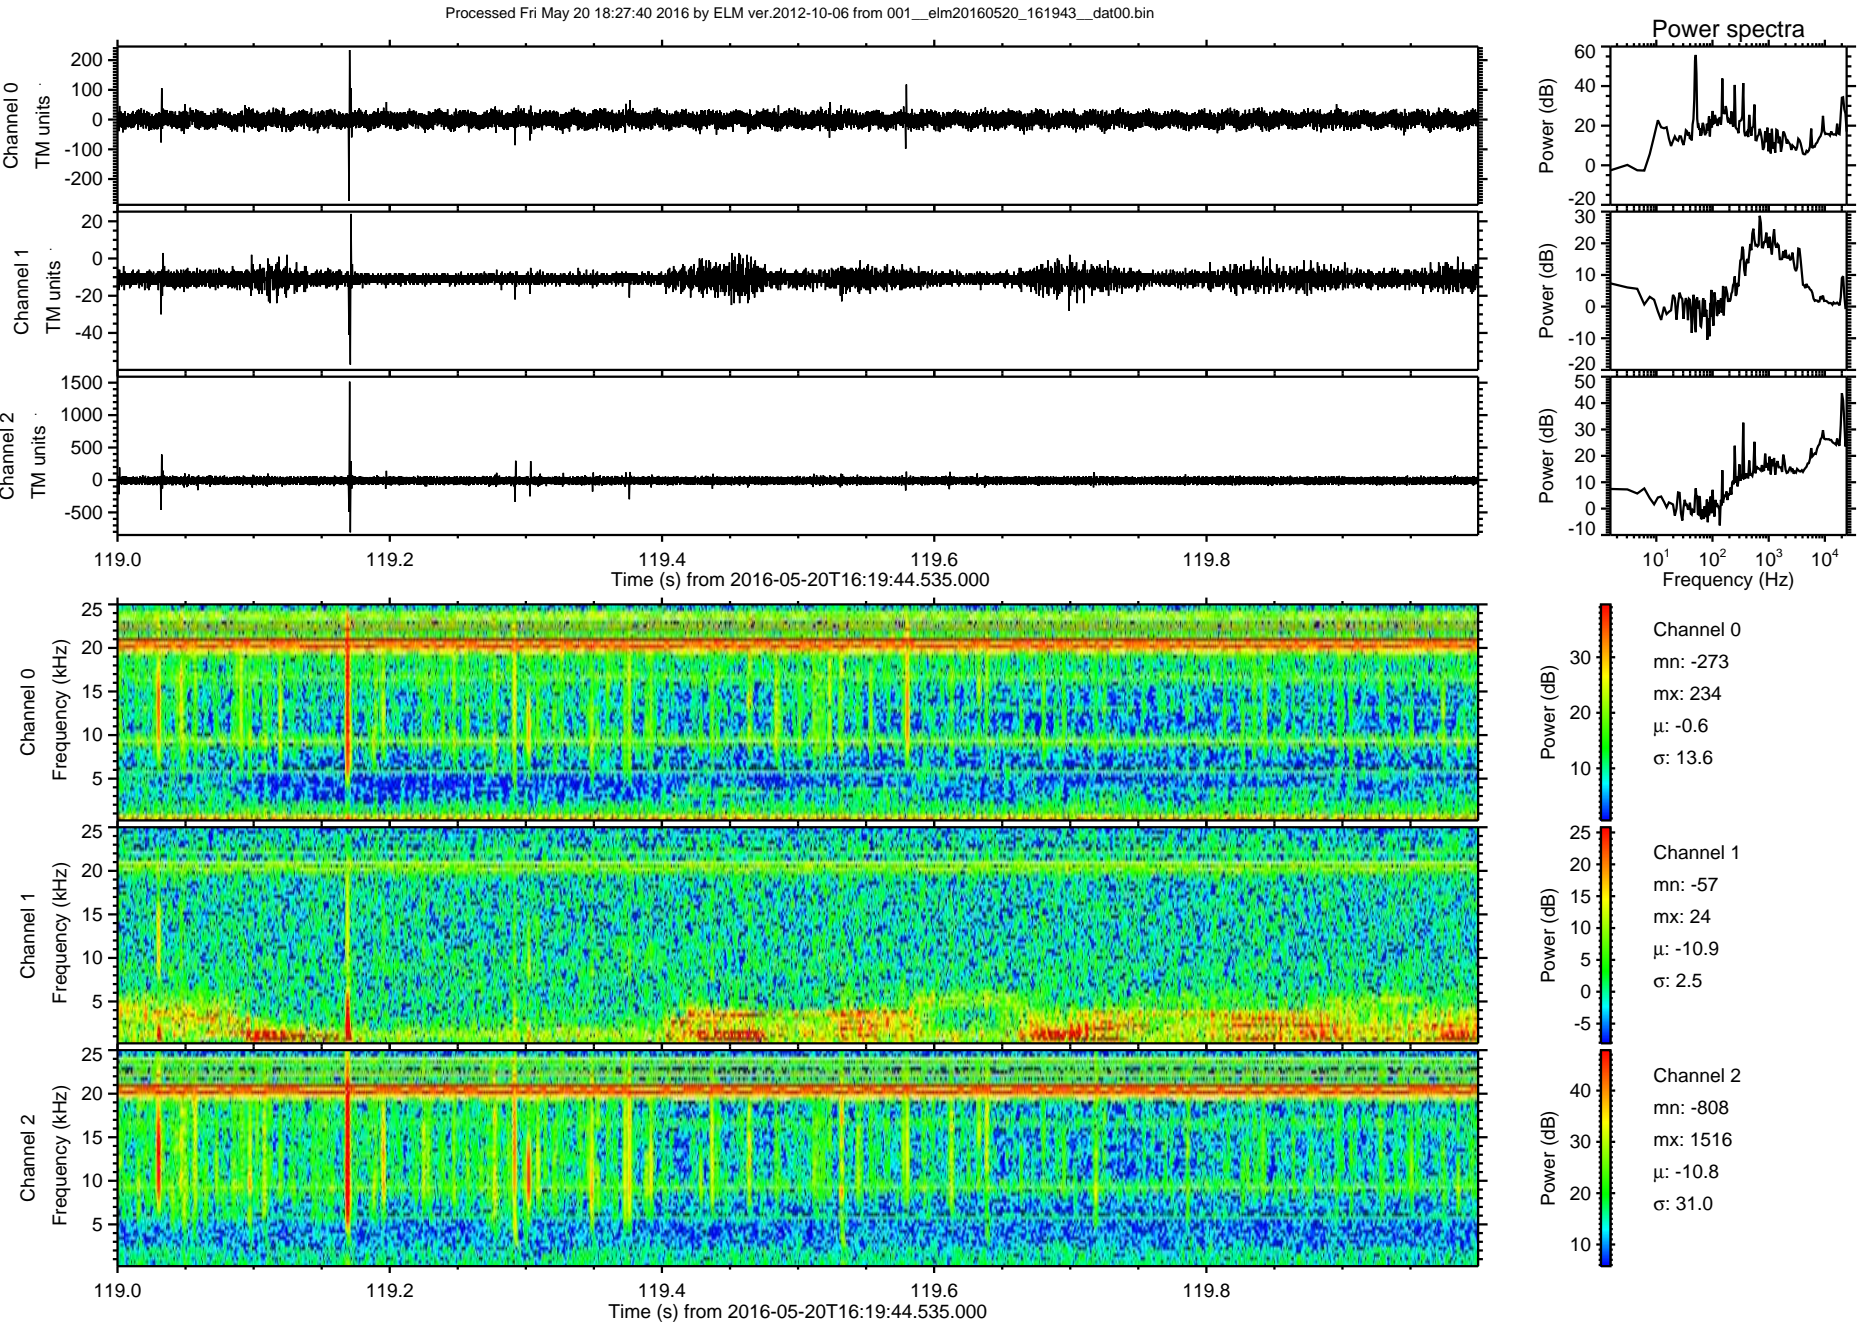 Processed Fri May 20 18:27:40 2016 by ELM ver.2012-10-06 from 001__elm20160520_161943__dat00.bin
Power spectra
Channel 0
TM units
200
100
0
-100
-200
Power (dB)
60
40
20
0
-20
Channel 1
TM units
20
0
-20
-40
Power (dB)
30
20
10
0
-10
-20
Channel 2
TM units
1500
1000
500
0
-500
Power (dB)
50
40
30
20
10
0
-10
119.0 119.2 119.4 119.6 119.8
Time (s) from 2016-05-20T16:19:44.535.000
10^1 10^2 10^3 10^4
Frequency (Hz)
Channel 0
Frequency (kHz)
25
20
15
10
5
Power (dB)
30
20
10
Channel 0
mn: -273
mx: 234
μ: -0.6
σ: 13.6
Channel 1
Frequency (kHz)
25
20
15
10
5
Power (dB)
25
20
15
10
5
0
-5
Channel 1
mn: -57
mx: 24
μ: -10.9
σ: 2.5
Channel 2
Frequency (kHz)
25
20
15
10
5
Power (dB)
40
30
20
10
Channel 2
mn: -808
mx: 1516
μ: -10.8
σ: 31.0
119.0 119.2 119.4 119.6 119.8
Time (s) from 2016-05-20T16:19:44.535.000